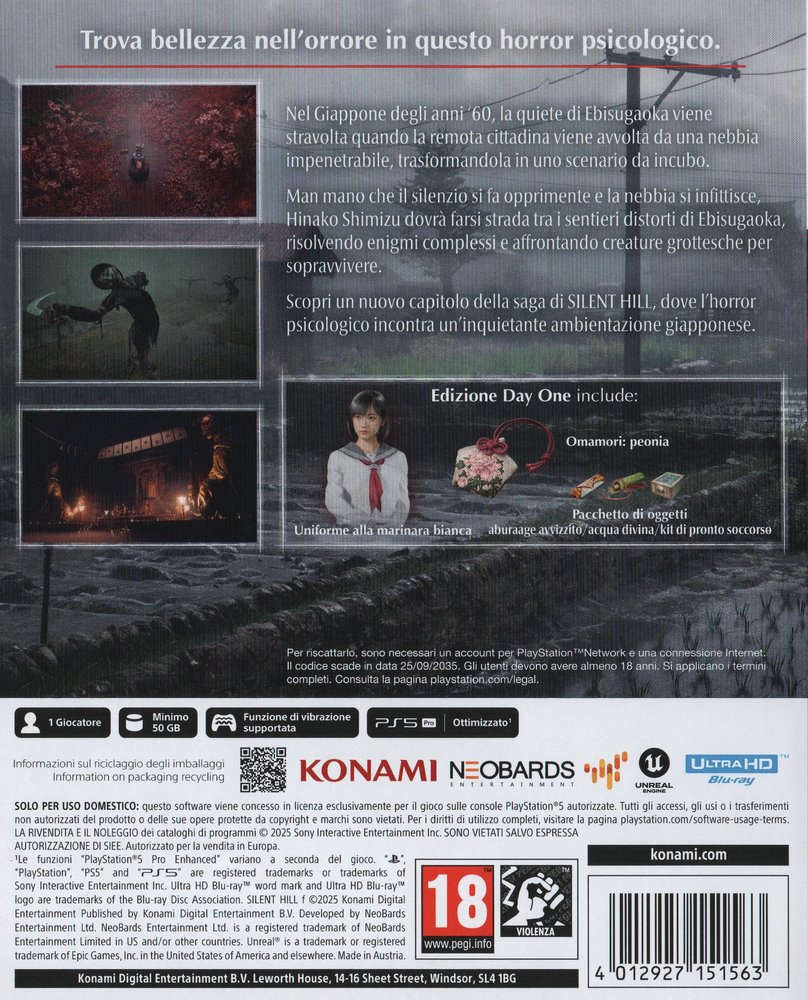 Trova bellezza nell'orrore in questo horror psicologico.
Nel Giappone degli anni '60, la quiete di Ebisugaoka viene
stravolta quando la remota cittadina viene avvolta da una nebbia
impenetrabile, trasformandola in uno scenario da incubo.
Man mano che il silenzio si fa opprimente e la nebbia si infittisce,
Hinako Shimizu dovrà farsi strada tra i sentieri distorti di Ebisugaoka,
risolvendo enigmi complessi e affrontando creature grottesche per
sopravvivere.
Scopri un nuovo capitolo della saga di SILENT HILL, dove l'horror
psicologico incontra un'inquietante ambientazione giapponese.
Edizione Day One include:
Omamori: peonia
Uniforme alla marinara bianca
Pacchetto di oggetti
aburaage avvizzito/acqua divina/kit di pronto soccorso
Per riscattarlo, sono necessari un account per PlayStation™Network e una connessione Internet.
Il codice scade in data 25/09/2035. Gli utenti devono avere almeno 18 anni. Si applicano i termini
completi. Consulta la pagina playstation.com/legal.
1 Giocatore
Minimo
50 GB
Funzione di vibrazione
supportata
PS5 Pro
Ottimizzato¹
Informazioni sul riciclaggio degli imballaggi
Information on packaging recycling
KONAMI
NEOBARDS
ENTERTAINMENT
UNREAL
ENGINE
ULTRA HD™
Blu-ray
SOLO PER USO DOMESTICO: questo software viene concesso in licenza esclusivamente per il gioco sulle console PlayStation®5 autorizzate. Tutti gli accessi, gli usi o i trasferimenti
non autorizzati del prodotto o delle sue opere protette da copyright e marchi sono vietati. Per i diritti di utilizzo completi, visitare la pagina playstation.com/software-usage-terms.
LA RIVENDITA E IL NOLEGGIO dei cataloghi di programmi © 2025 Sony Interactive Entertainment Inc. SONO VIETATI SALVO ESPRESSA
AUTORIZZAZIONE DI SIEE. Autorizzato per la vendita in Europa.
¹Le funzioni "PlayStation®5 Pro Enhanced" variano a seconda del gioco. "PS",
"PlayStation", "PS5" and "PS5" are registered trademarks or trademarks of
Sony Interactive Entertainment Inc. Ultra HD Blu-ray™ word mark and Ultra HD Blu-ray™
logo are trademarks of the Blu-ray Disc Association. SILENT HILL f ©2025 Konami Digital
Entertainment Published by Konami Digital Entertainment B.V. Developed by NeoBards
Entertainment Ltd. NeoBards Entertainment Ltd. is a registered trademark of NeoBards
Entertainment Limited in US and/or other countries. Unreal® is a trademark or registered
trademark of Epic Games, Inc. in the United States of America and elsewhere. Made in Austria.
Konami Digital Entertainment B.V. Leworth House, 14-16 Sheet Street, Windsor, SL4 1BG
18
www.pegi.info
VIOLENZA
konami.com
4 012927 151563